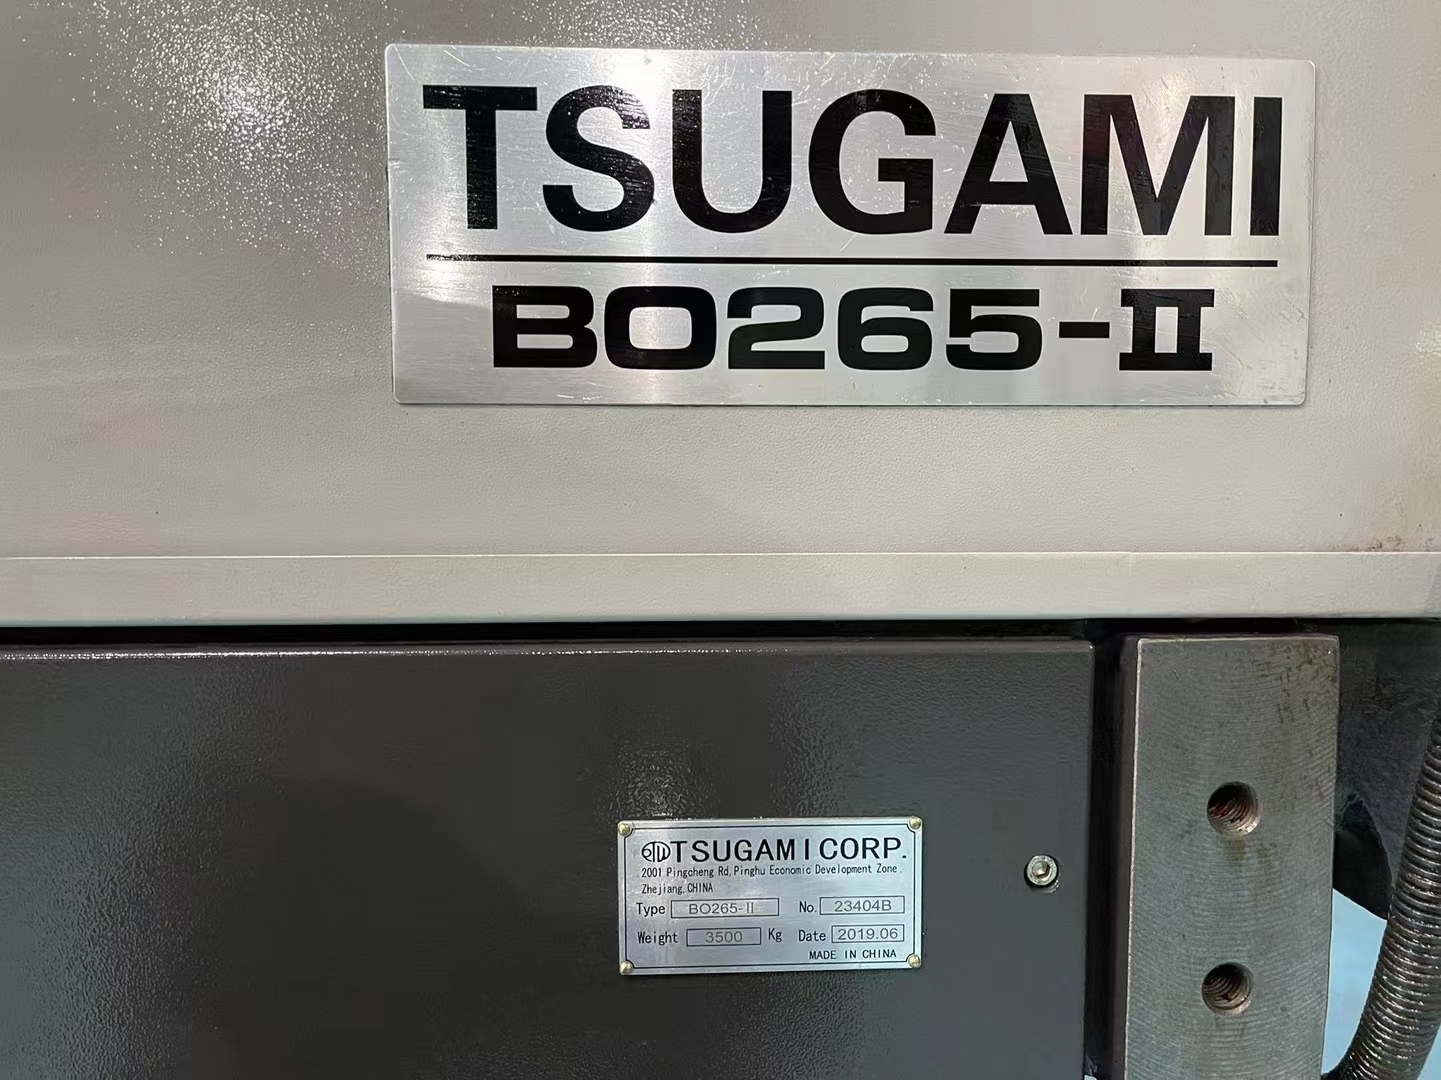 TSUGAMI
BO265-II
TSUGAMI CORP.
2001 Pingcheng Rd, Pinghu Economic Development Zone,
Zhejiang, CHINA
Type BO265-II No. 23404B
Weight 3500 Kg Date 2019.06
MADE IN CHINA